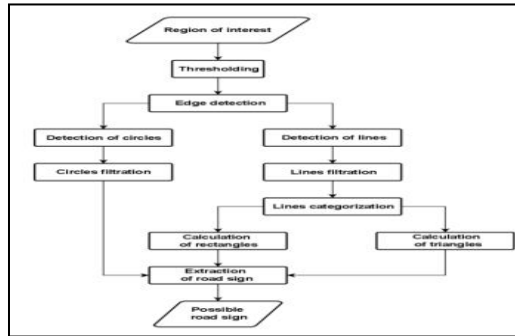 Region of interest
Thresholding
Edge detection
Detection of circles
Detection of lines
Circles filtration
Lines filtration
Lines categorization
Calculation
of rectangles
Calculation
of triangles
Extraction
of road sign
Possible
road sign